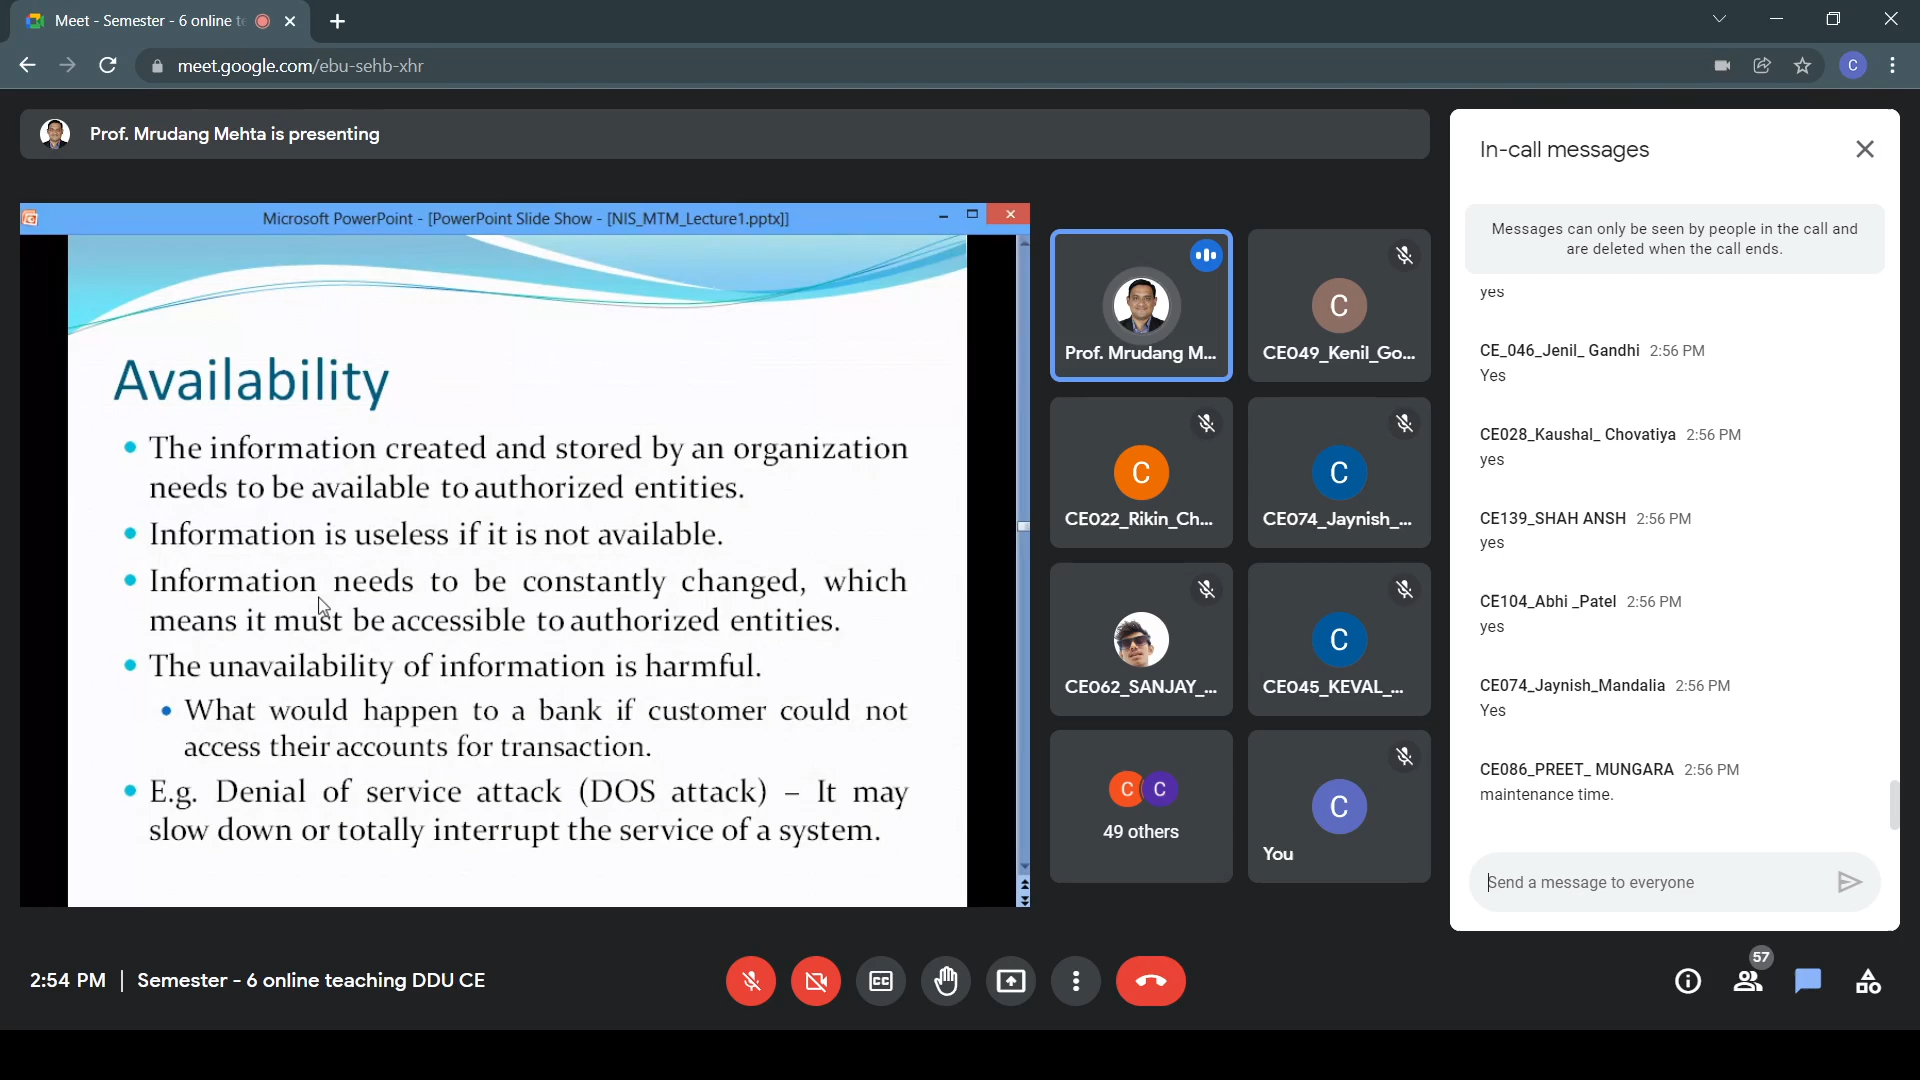 Meet - Semester - 6 online te
meet.google.com/ebu-sehb-xhr
C
Prof. Mrudang Mehta is presenting
Microsoft PowerPoint - [PowerPoint Slide Show - [NIS_MTM_Lecture1.pptx]]
Availability
• The information created and stored by an organization
needs to be available to authorized entities.
• Information is useless if it is not available.
• Information needs to be constantly changed, which
means it must be accessible to authorized entities.
• The unavailability of information is harmful.
• What would happen to a bank if customer could not
access their accounts for transaction.
• E.g. Denial of service attack (DOS attack) – It may
slow down or totally interrupt the service of a system.
Prof. Mrudang M...
C
CE049_Kenil_Go...
C
CE022_Rikin_Ch...
C
CE074_Jaynish_...
CE062_SANJAY_...
C
CE045_KEVAL_...
C C
49 others
C
You
In-call messages
Messages can only be seen by people in the call and
are deleted when the call ends.
yes
CE_046_Jenil_ Gandhi 2:56 PM
Yes
CE028_Kaushal_ Chovatiya 2:56 PM
yes
CE139_SHAH ANSH 2:56 PM
yes
CE104_Abhi _Patel 2:56 PM
yes
CE074_Jaynish_Mandalia 2:56 PM
Yes
CE086_PREET_ MUNGARA 2:56 PM
maintenance time.
Send a message to everyone
2:54 PM | Semester - 6 online teaching DDU CE
CC
57